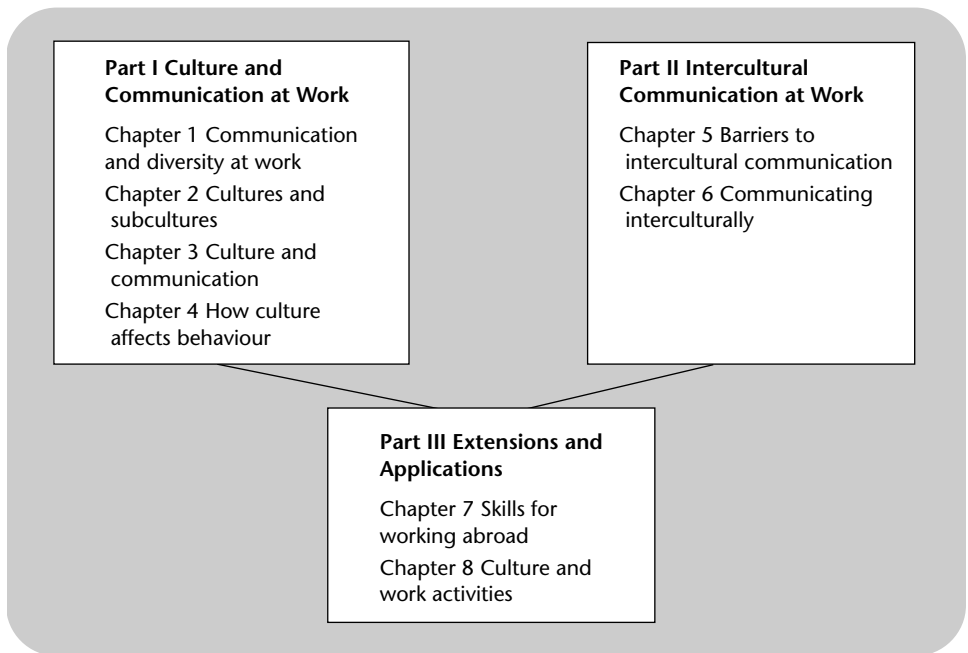 Part I Culture and
Communication at Work
Chapter 1 Communication
and diversity at work
Chapter 2 Cultures and
subcultures
Chapter 3 Culture and
communication
Chapter 4 How culture
affects behaviour
Part II Intercultural
Communication at Work
Chapter 5 Barriers to
intercultural communication
Chapter 6 Communicating
interculturally
Part III Extensions and
Applications
Chapter 7 Skills for
working abroad
Chapter 8 Culture and
work activities